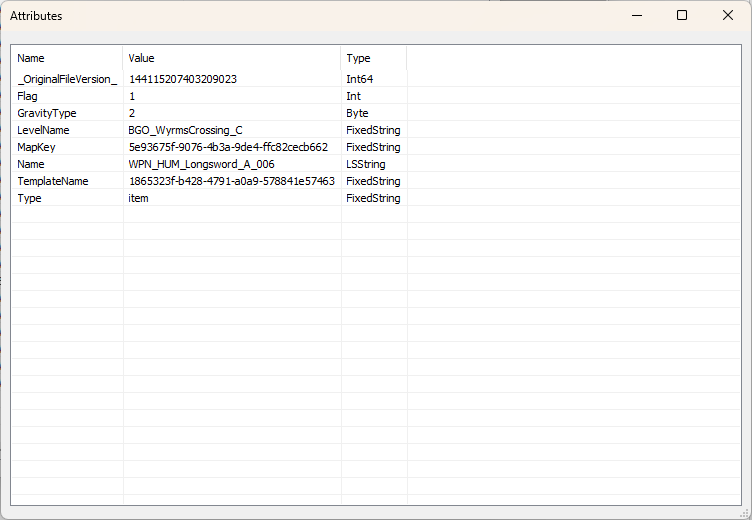 Attributes
Name Value Type
_OriginalFileVersion_ 144115207403209023 Int64
Flag 1 Int
GravityType 2 Byte
LevelName BGO_WyrmsCrossing_C FixedString
MapKey 5e93675f-9076-4b3a-9de4-ffc82cecb662 FixedString
Name WPN_HUM_Longsword_A_006 LSString
TemplateName 1865323f-b428-4791-a0a9-578841e57463 FixedString
Type item FixedString